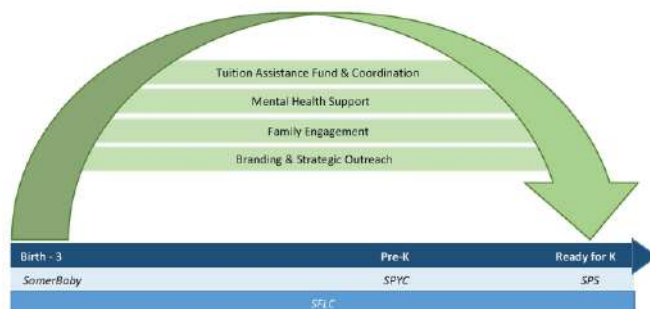 Tuition Assistance Fund & Coordination
Mental Health Support
Family Engagement
Branding & Strategic Outreach
Birth - 3 Pre-K Ready for K
SomerBaby SPYC SPS
SFLC